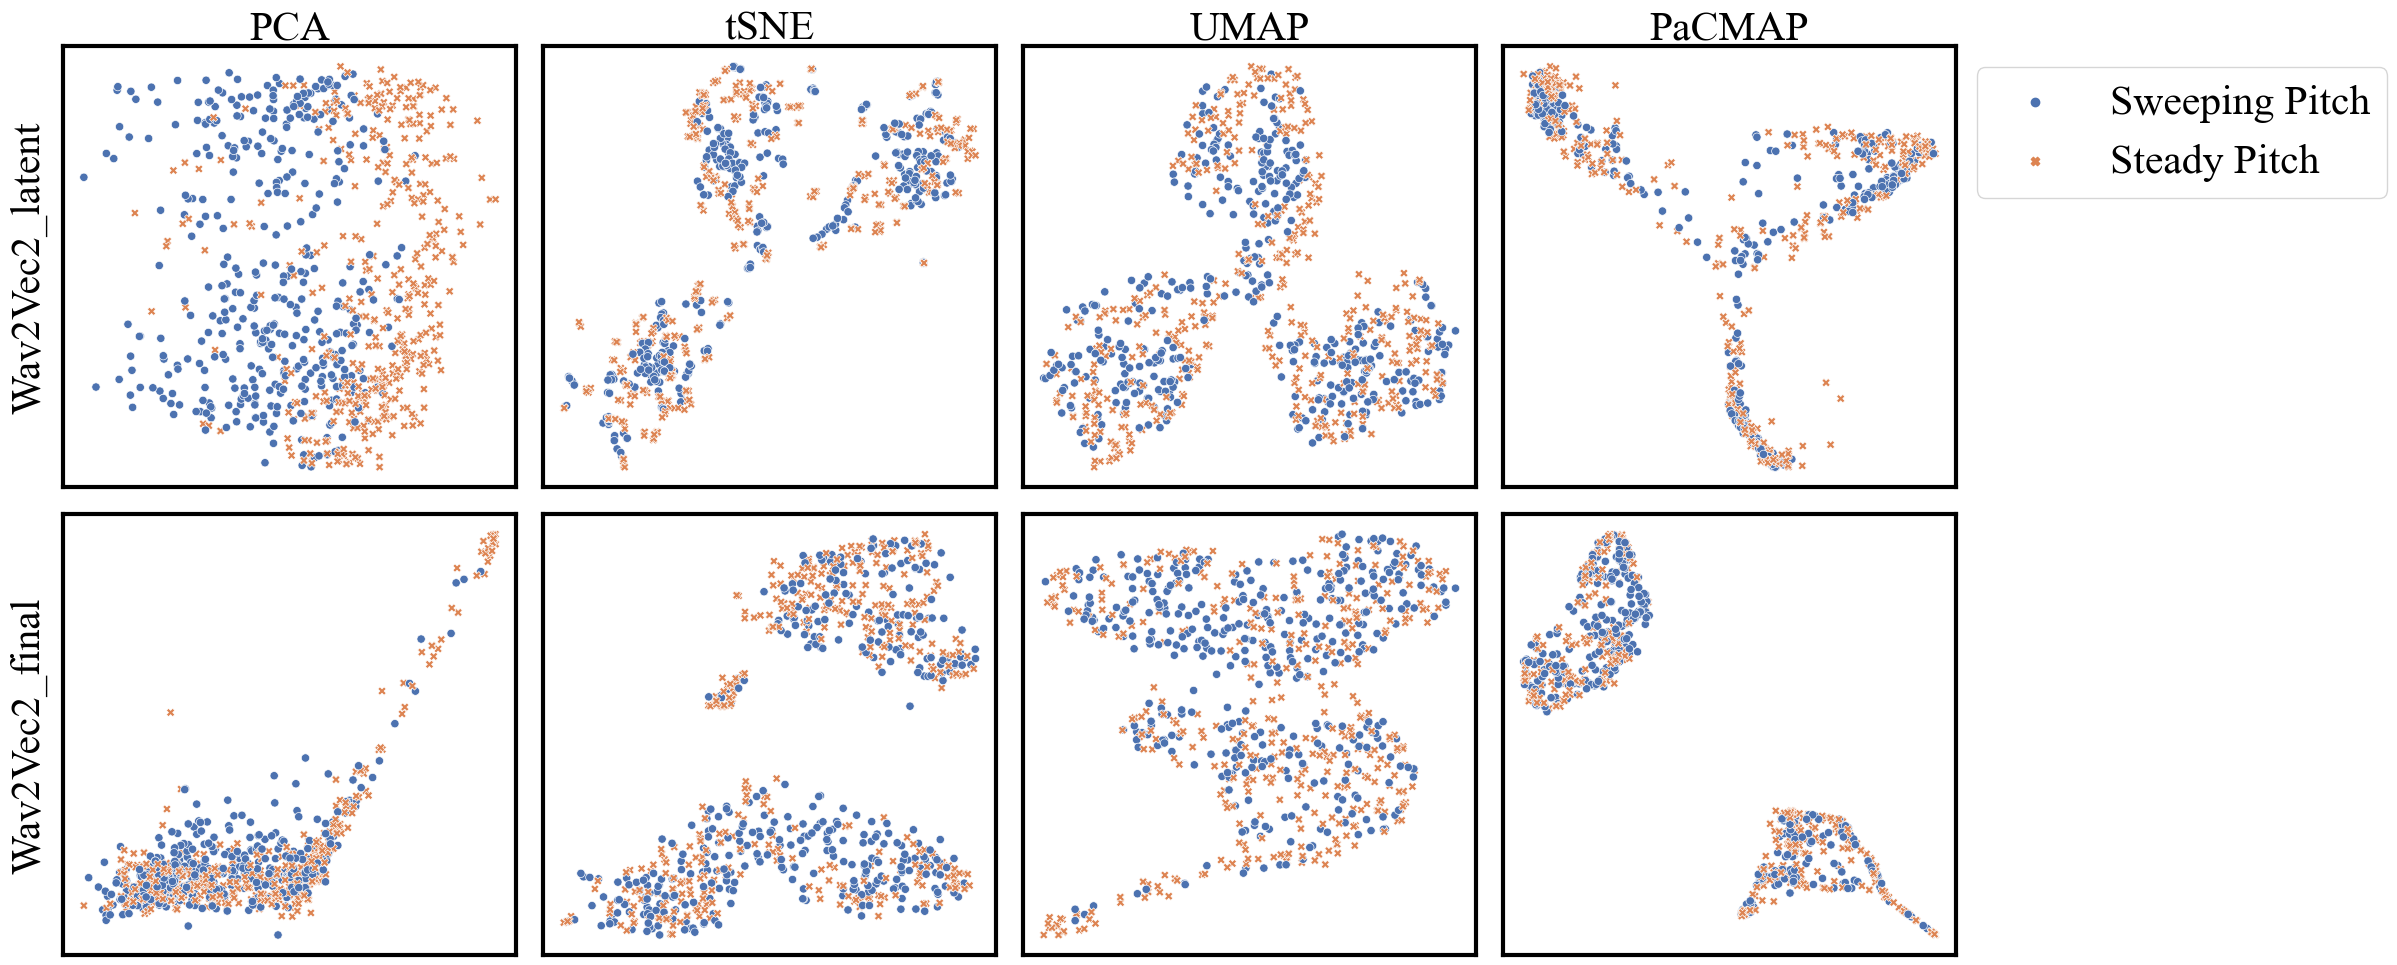 PCA
tSNE
UMAP
PaCMAP
Sweeping Pitch
Steady Pitch
Wav2Vec2_latent
Wav2Vec2_final